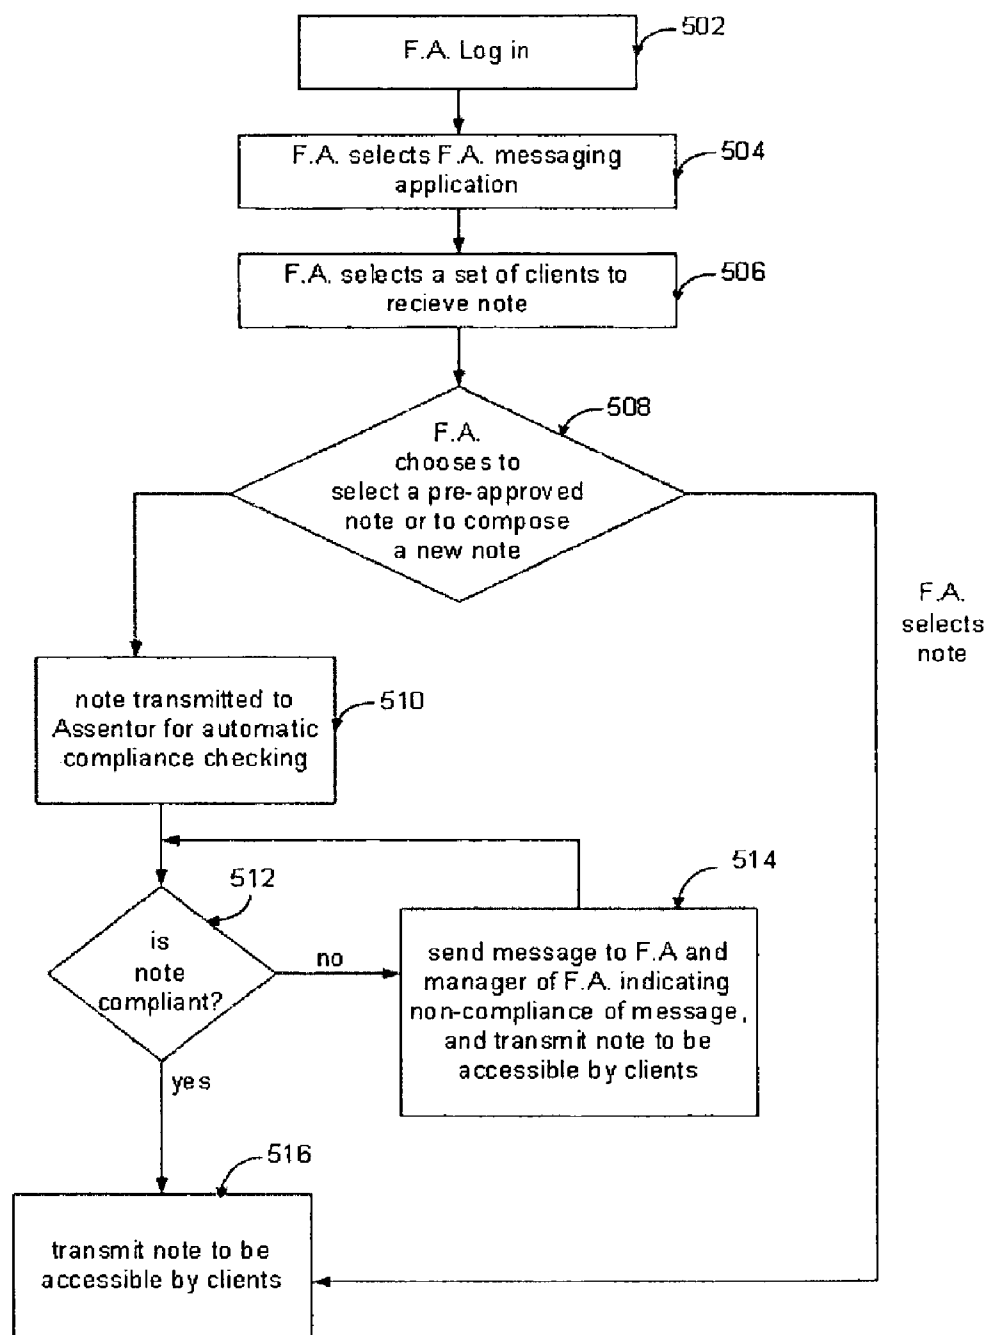 F.A. Log in
502
F.A. selects F.A. messaging
application
504
F.A. selects a set of clients to
recieve note
506
508
F.A.
chooses to
select a pre-approved
note or to compose
a new note
F.A.
selects
note
note transmitted to
Assentor for automatic
compliance checking
510
512
is
note
compliant?
no
yes
514
send message to F.A and
manager of F.A. indicating
non-compliance of message,
and transmit note to be
accessible by clients
516
transmit note to be
accessible by clients